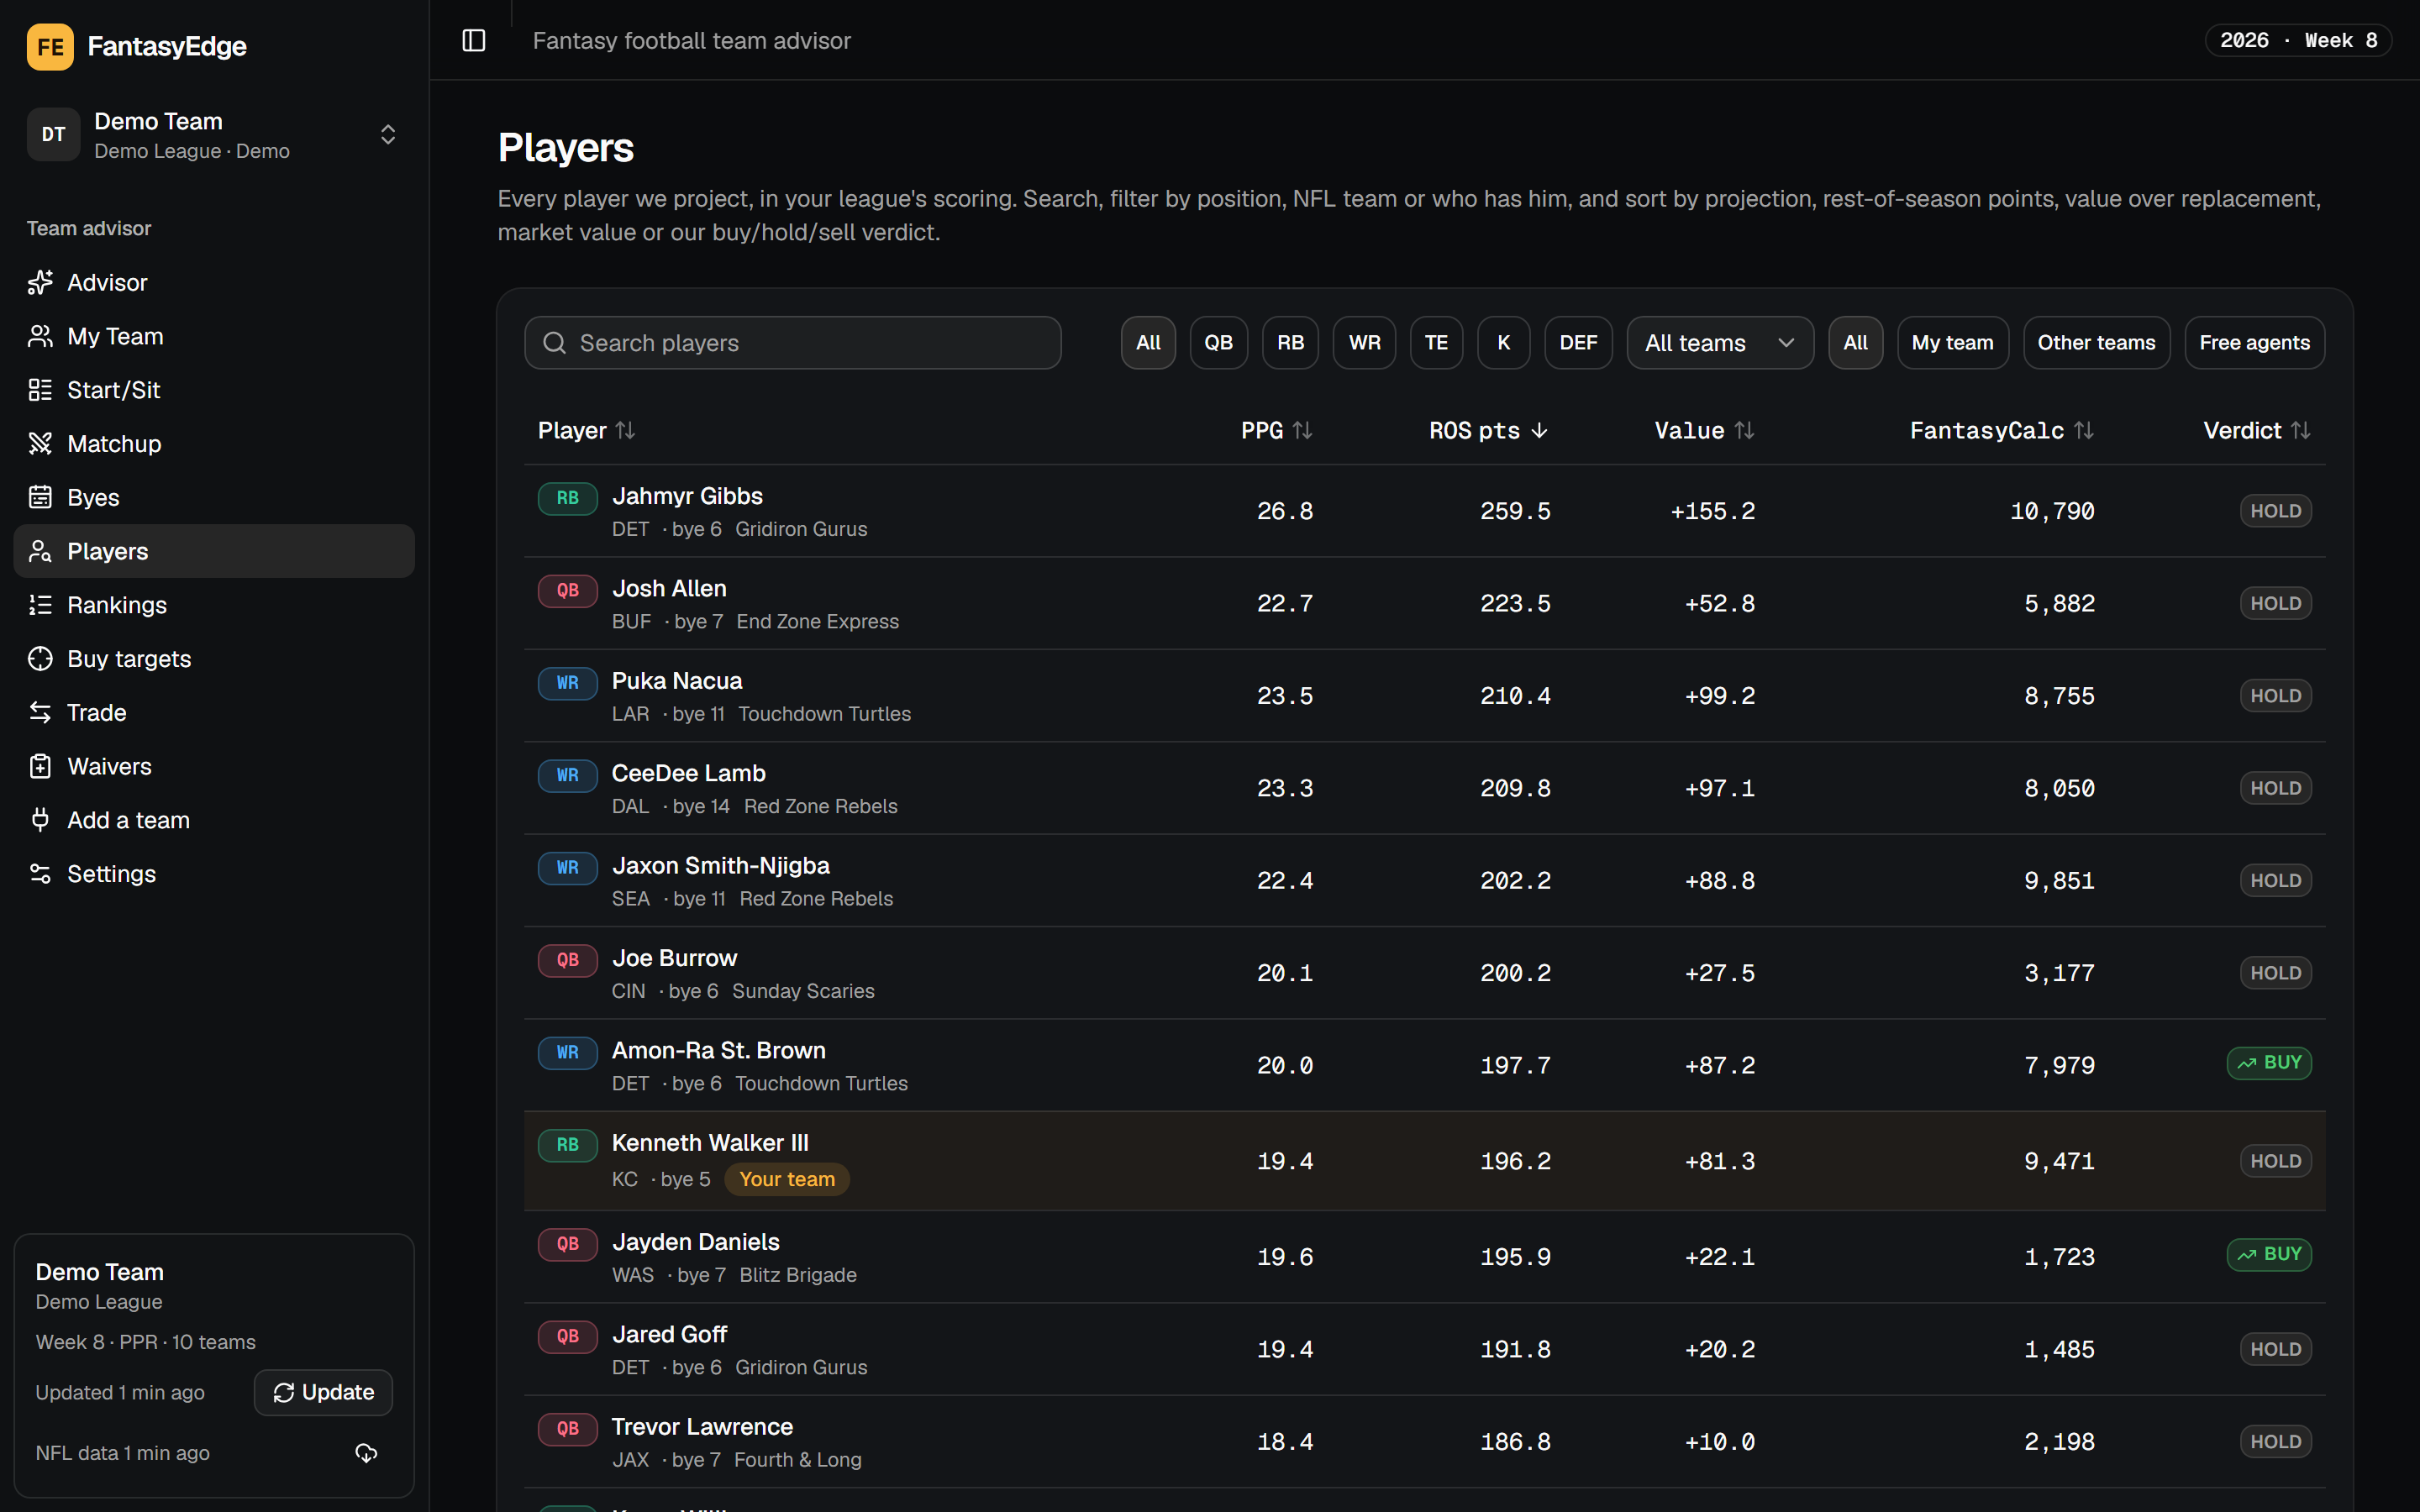 FE FantasyEdge
DT Demo Team
Demo League · Demo
Team advisor
Advisor
My Team
Start/Sit
Matchup
Byes
Players
Rankings
Buy targets
Trade
Waivers
Add a team
Settings
Demo Team
Demo League
Week 8 · PPR · 10 teams
Updated 1 min ago Update
NFL data 1 min ago
Fantasy football team advisor 2026 · Week 8
Players
Every player we project, in your league's scoring. Search, filter by position, NFL team or who has him, and sort by projection, rest-of-season points, value over replacement,
market value or our buy/hold/sell verdict.
Search players All QB RB WR TE K DEF All teams All My team Other teams Free agents
Player PPG ROS pts Value FantasyCalc Verdict
RB Jahmyr Gibbs 26.8 259.5 +155.2 10,790 HOLD
DET · bye 6 Gridiron Gurus
QB Josh Allen 22.7 223.5 +52.8 5,882 HOLD
BUF · bye 7 End Zone Express
WR Puka Nacua 23.5 210.4 +99.2 8,755 HOLD
LAR · bye 11 Touchdown Turtles
WR CeeDee Lamb 23.3 209.8 +97.1 8,050 HOLD
DAL · bye 14 Red Zone Rebels
WR Jaxon Smith-Njigba 22.4 202.2 +88.8 9,851 HOLD
SEA · bye 11 Red Zone Rebels
QB Joe Burrow 20.1 200.2 +27.5 3,177 HOLD
CIN · bye 6 Sunday Scaries
WR Amon-Ra St. Brown 20.0 197.7 +87.2 7,979 BUY
DET · bye 6 Touchdown Turtles
RB Kenneth Walker III 19.4 196.2 +81.3 9,471 HOLD
KC · bye 5 Your team
QB Jayden Daniels 19.6 195.9 +22.1 1,723 BUY
WAS · bye 7 Blitz Brigade
QB Jared Goff 19.4 191.8 +20.2 1,485 HOLD
DET · bye 6 Gridiron Gurus
QB Trevor Lawrence 18.4 186.8 +10.0 2,198 HOLD
JAX · bye 7 Fourth & Long